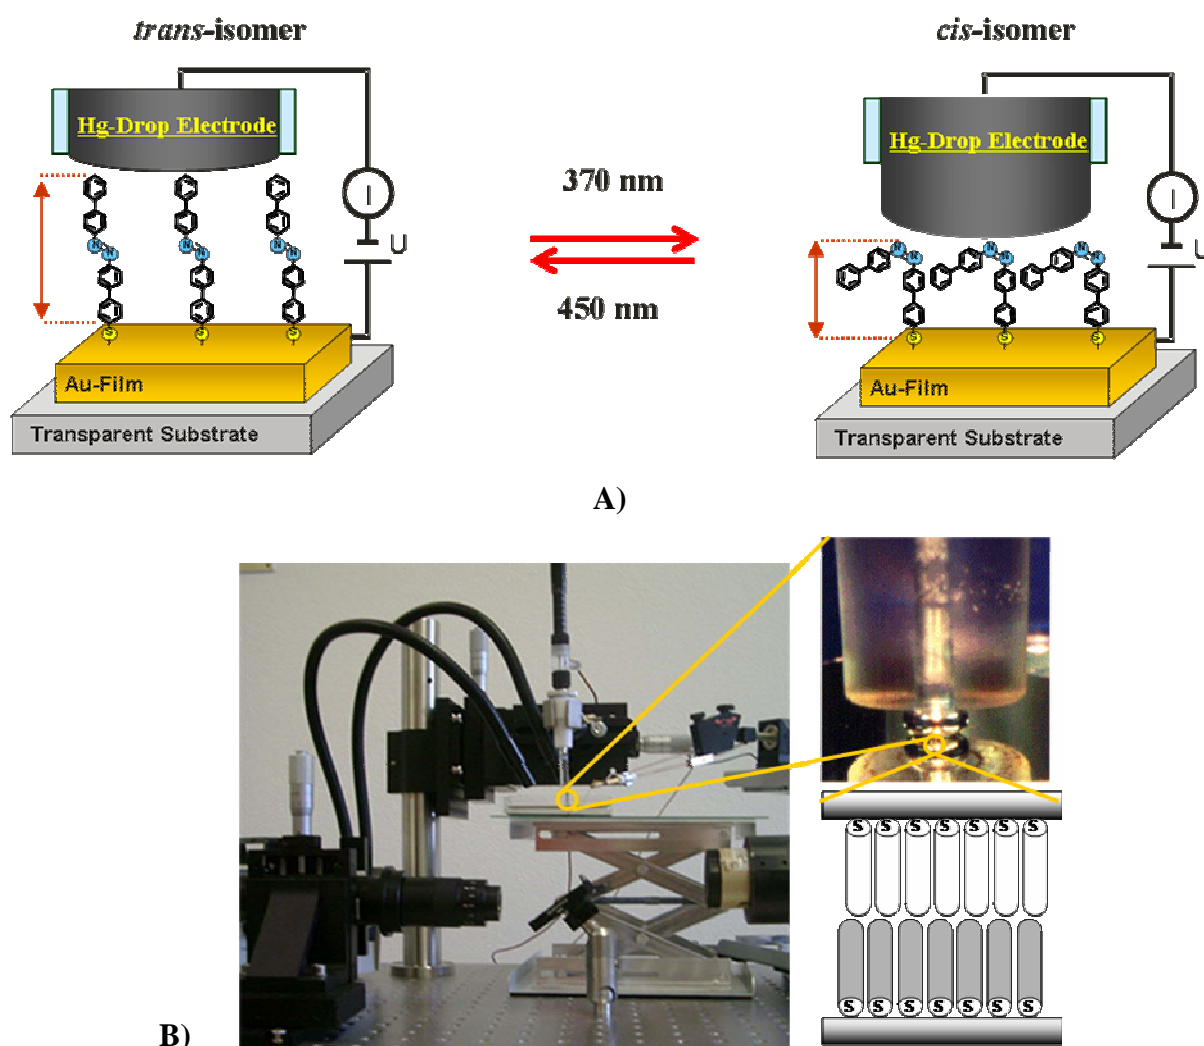 trans-isomer
cis-isomer
Hg-Drop Electrode
Hg-Drop Electrode
I
I
U
U
370 nm
450 nm
N N N N N N
N N N N N N
S S S
S S S
Au-Film
Au-Film
Transparent Substrate
Transparent Substrate
A)
S S S S S S S
S S S S S S S
B)